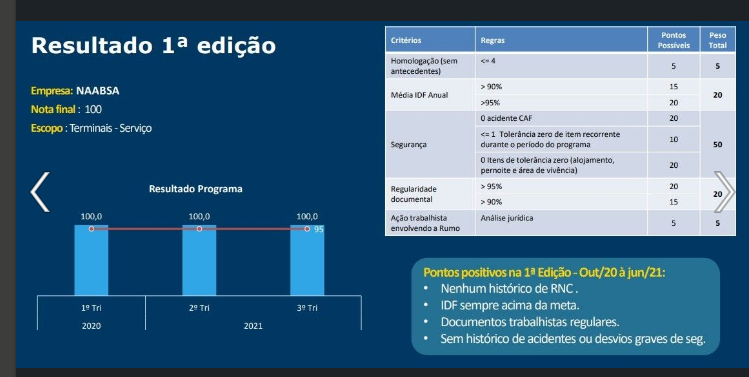 Resultado 1ª edição
Empresa: NAABSA
Nota final : 100
Escopo : Terminais - Serviço
Resultado Programa
100,0 100,0 100,0
95
1º Tri 2º Tri 3º Tri
2020 2021
Critérios Regras Pontos Possíveis Peso Total
Homologação (sem antecedentes) <= 4 5 5
Média IDF Anual > 90% 15 20
>95% 20
Segurança 0 acidente CAF 20 50
<= 1 Tolerância zero de item recorrente
durante o período do programa 10
0 Itens de tolerância zero (alojamento,
pernoite e área de vivência) 20
Regularidade documental > 95% 20 20
> 90% 15
Ação trabalhista envolvendo a Rumo Análise jurídica 5 5
Pontos positivos na 1ª Edição - Out/20 à jun/21:
• Nenhum histórico de RNC .
• IDF sempre acima da meta.
• Documentos trabalhistas regulares.
• Sem histórico de acidentes ou desvios graves de seg.